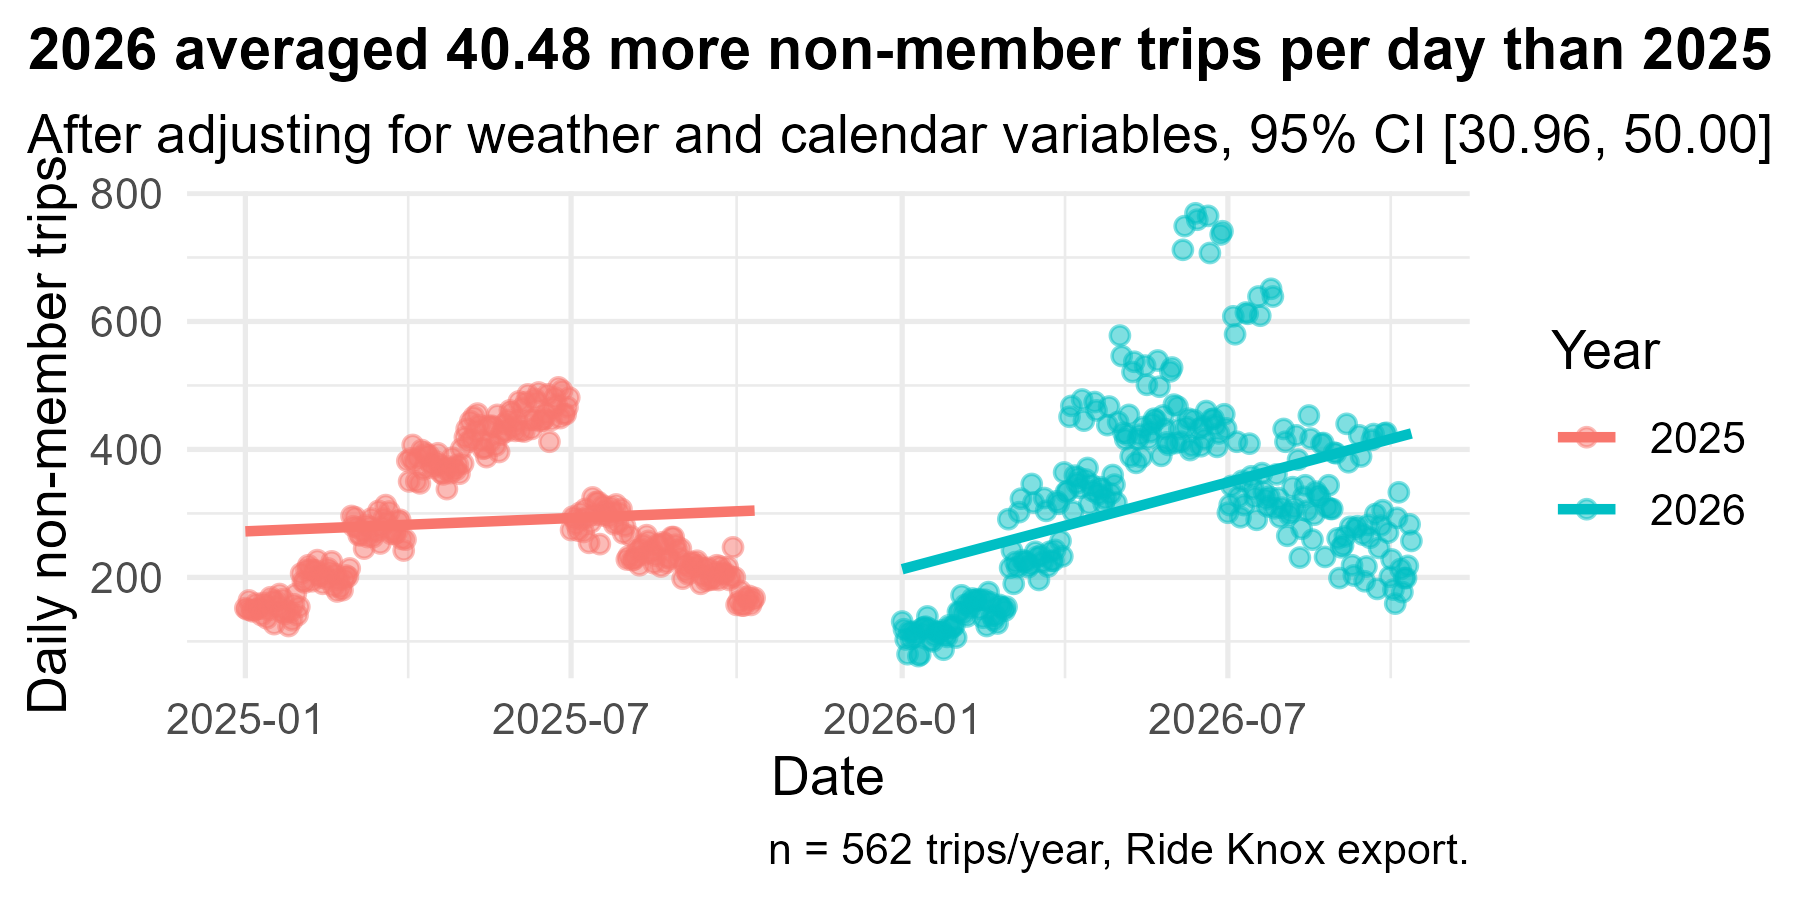 2026 averaged 40.48 more non-member trips per day than 2025
After adjusting for weather and calendar variables, 95% CI [30.96, 50.00]
Daily non-member trips
800
600
400
200
2025-01
2025-07
2026-01
2026-07
Date
Year
2025
2026
n = 562 trips/year, Ride Knox export.